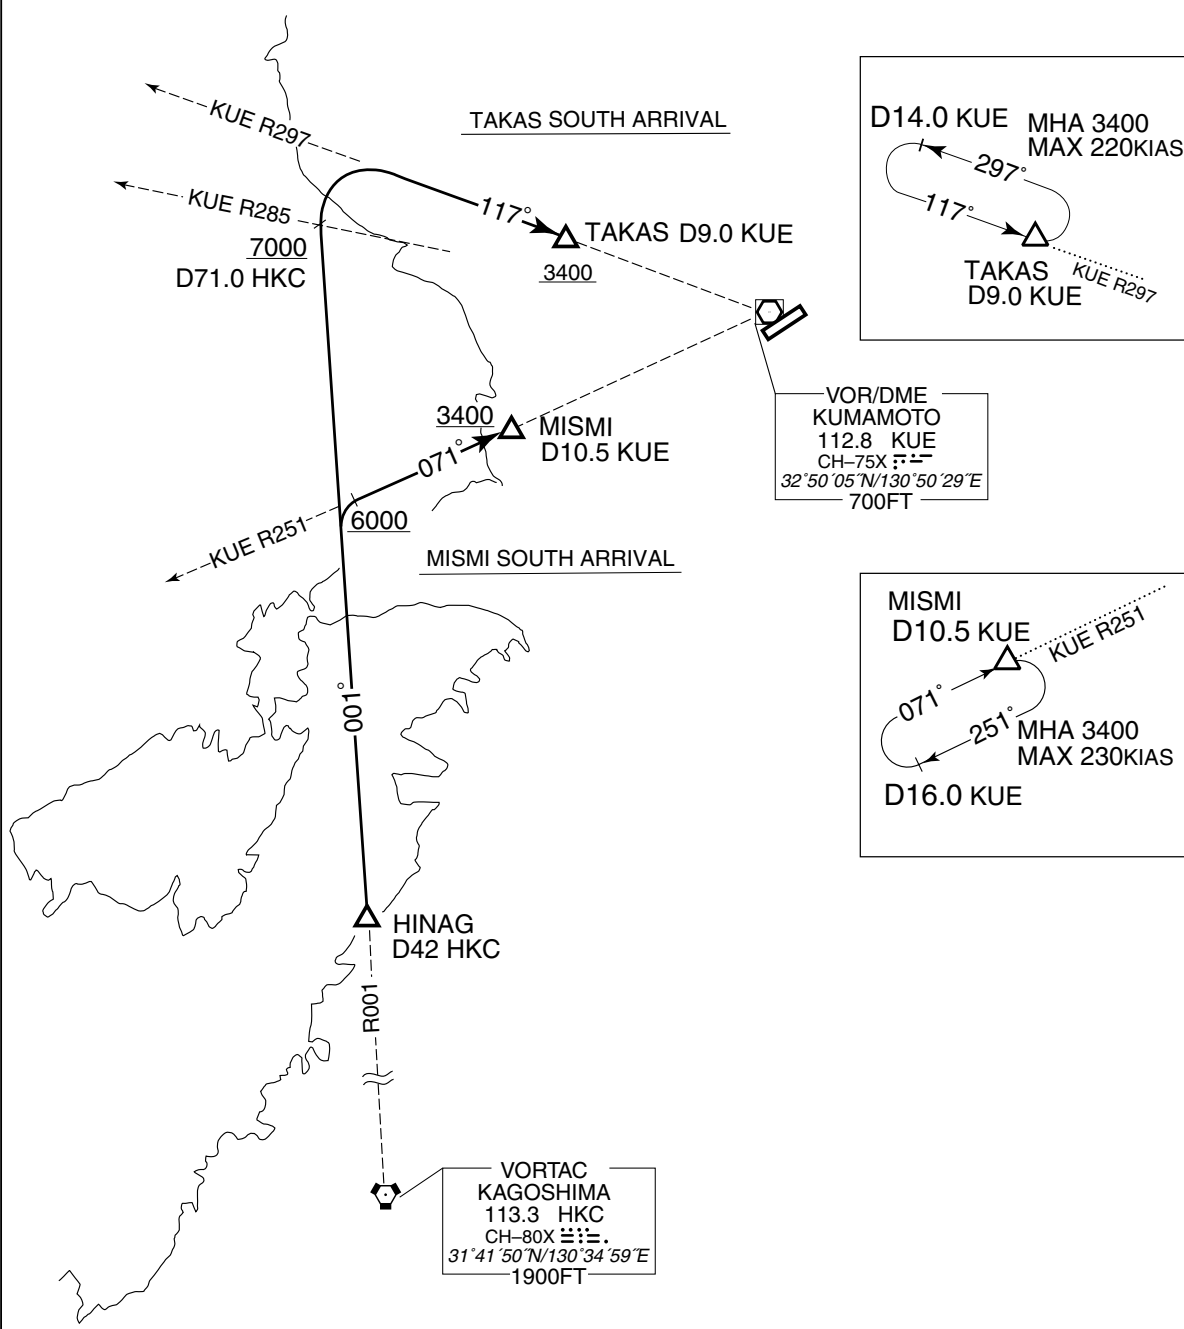 TAKAS SOUTH ARRIVAL
KUE R297
KUE R285
7000
D71.0 HKC
117°
TAKAS D9.0 KUE
3400
D14.0 KUE
MHA 3400
MAX 220KIAS
297°
117°
TAKAS
D9.0 KUE
KUE R297
VOR/DME
KUMAMOTO
112.8 KUE
CH–75X
32°50´05˝N/130°50´29˝E
700FT
3400
MISMI
D10.5 KUE
071°
6000
KUE R251
MISMI SOUTH ARRIVAL
MISMI
D10.5 KUE
KUE R251
071°
251°
MHA 3400
MAX 230KIAS
D16.0 KUE
001°
HINAG
D42 HKC
R001
VORTAC
KAGOSHIMA
113.3 HKC
CH–80X
31°41´50˝N/130°34´59˝E
1900FT